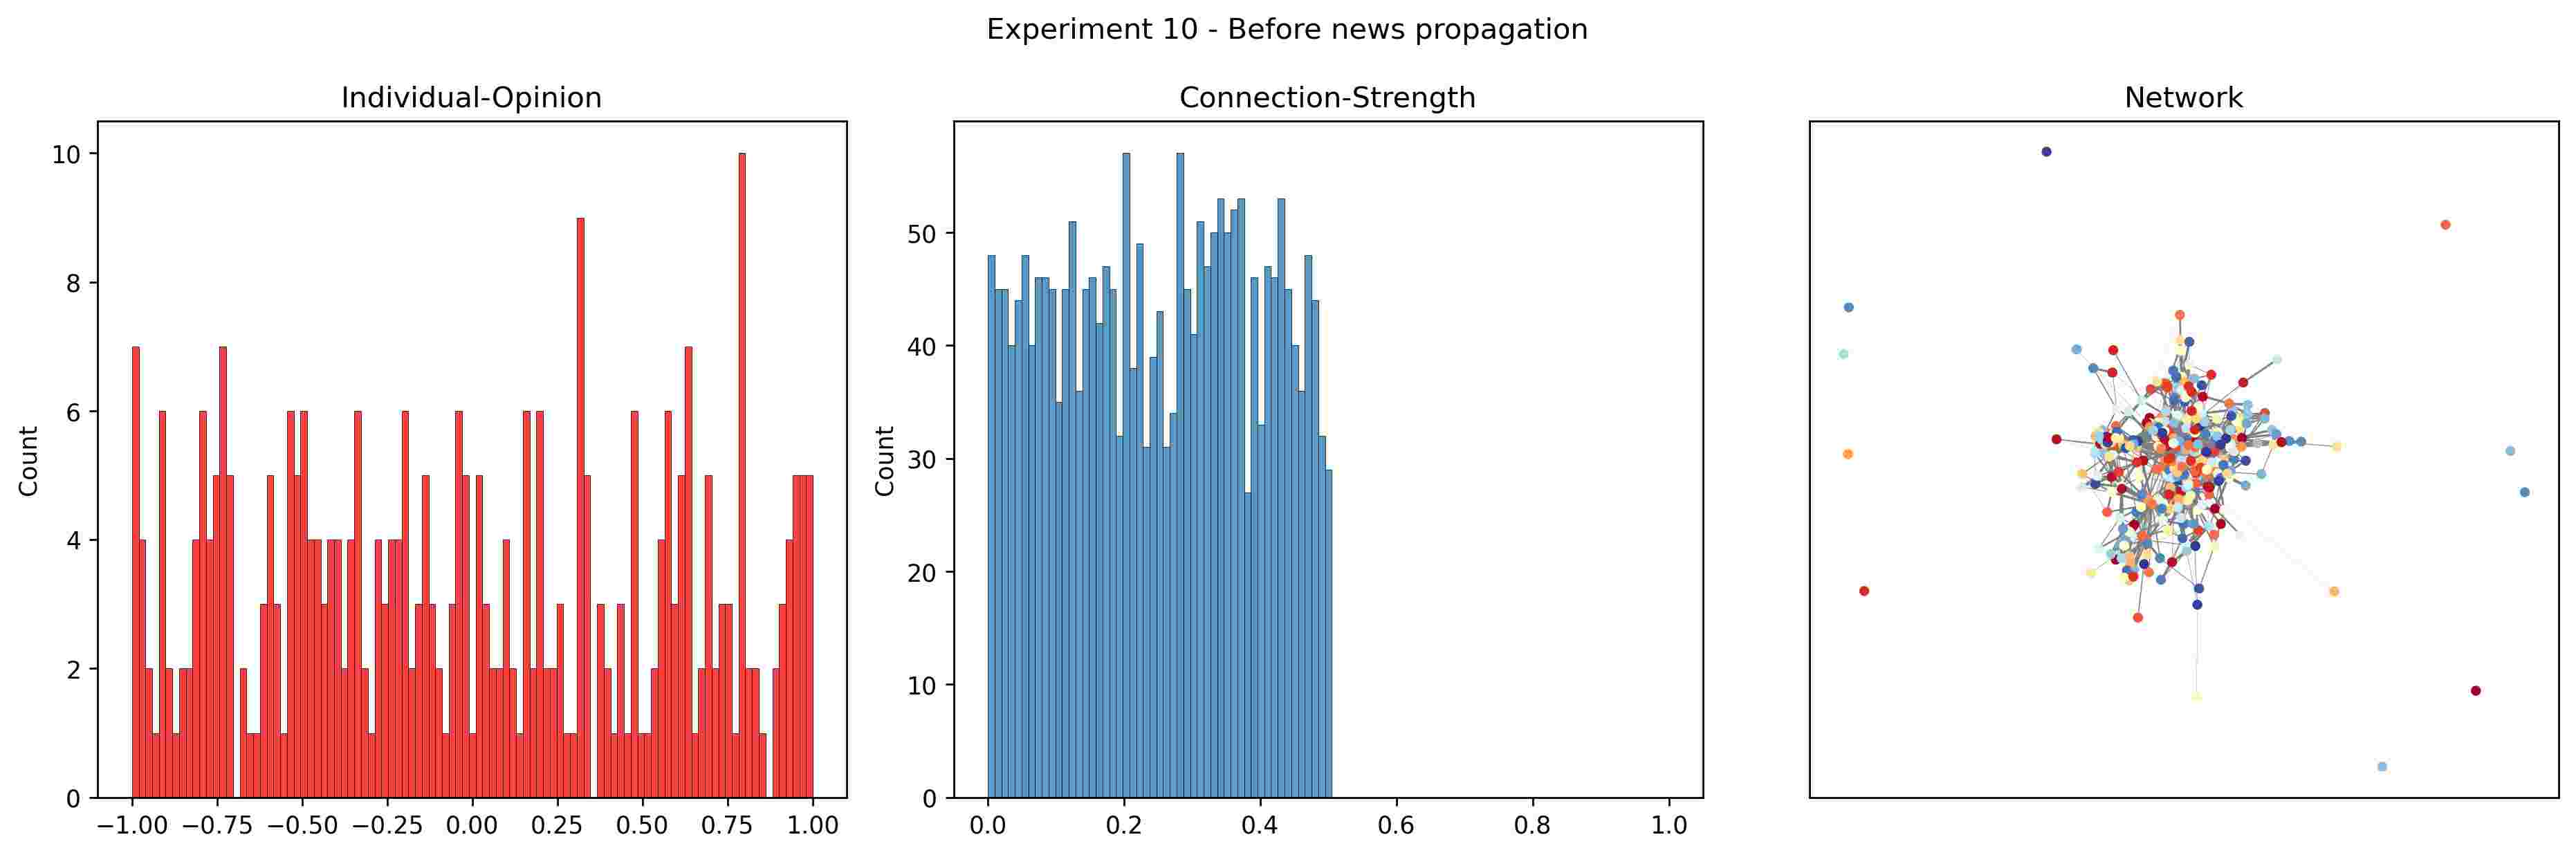 Experiment 10 - Before news propagation
Individual-Opinion
Count
10
8
6
4
2
0
−1.00 −0.75 −0.50 −0.25 0.00 0.25 0.50 0.75 1.00
Connection-Strength
Count
50
40
30
20
10
0
0.0 0.2 0.4 0.6 0.8 1.0
Network